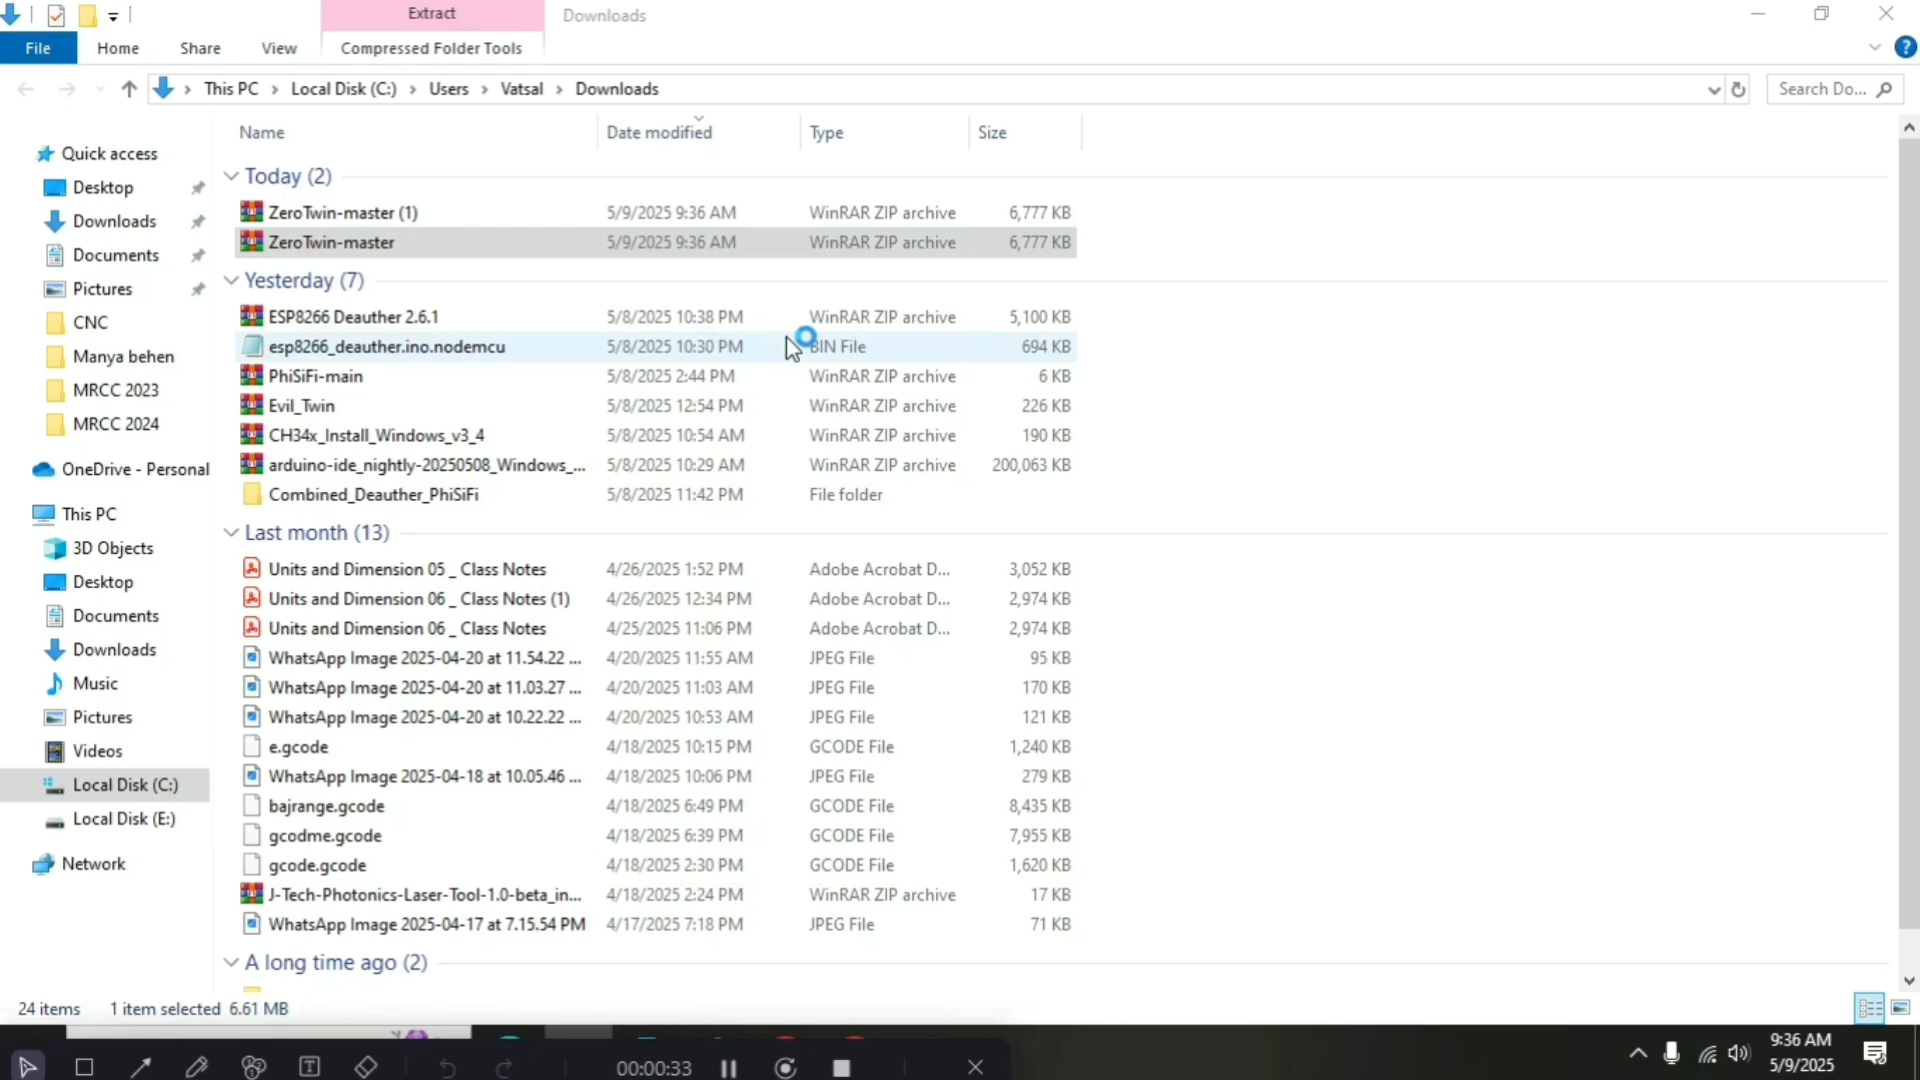 Extract
Downloads
File
Home
Share
View
Compressed Folder Tools
This PC
Local Disk (C:)
Users
Vatsal
Downloads
Search Do...
Name
Date modified
Type
Size
Quick access
Desktop
Downloads
Documents
Pictures
CNC
Manya behen
MRCC 2023
MRCC 2024
OneDrive - Personal
This PC
3D Objects
Desktop
Documents
Downloads
Music
Pictures
Videos
Local Disk (C:)
Local Disk (E:)
Network
Today (2)
ZeroTwin-master (1) 5/9/2025 9:36 AM WinRAR ZIP archive 6,777 KB
ZeroTwin-master 5/9/2025 9:36 AM WinRAR ZIP archive 6,777 KB
Yesterday (7)
ESP8266 Deauther 2.6.1 5/8/2025 10:38 PM WinRAR ZIP archive 5,100 KB
esp8266_deauther.ino.nodemcu 5/8/2025 10:30 PM BIN File 694 KB
PhiSiFi-main 5/8/2025 2:44 PM WinRAR ZIP archive 6 KB
Evil_Twin 5/8/2025 12:54 PM WinRAR ZIP archive 226 KB
CH34x_Install_Windows_v3_4 5/8/2025 10:54 AM WinRAR ZIP archive 190 KB
arduino-ide_nightly-20250508_Windows_... 5/8/2025 10:29 AM WinRAR ZIP archive 200,063 KB
Combined_Deauther_PhiSiFi 5/8/2025 11:42 PM File folder
Last month (13)
Units and Dimension 05 _ Class Notes 4/26/2025 1:52 PM Adobe Acrobat D... 3,052 KB
Units and Dimension 06 _ Class Notes (1) 4/26/2025 12:34 PM Adobe Acrobat D... 2,974 KB
Units and Dimension 06 _ Class Notes 4/25/2025 11:06 PM Adobe Acrobat D... 2,974 KB
WhatsApp Image 2025-04-20 at 11.54.22 ... 4/20/2025 11:55 AM JPEG File 95 KB
WhatsApp Image 2025-04-20 at 11.03.27 ... 4/20/2025 11:03 AM JPEG File 170 KB
WhatsApp Image 2025-04-20 at 10.22.22 ... 4/20/2025 10:53 AM JPEG File 121 KB
e.gcode 4/18/2025 10:15 PM GCODE File 1,240 KB
WhatsApp Image 2025-04-18 at 10.05.46 ... 4/18/2025 10:06 PM JPEG File 279 KB
bajrange.gcode 4/18/2025 6:49 PM GCODE File 8,435 KB
gcodme.gcode 4/18/2025 6:39 PM GCODE File 7,955 KB
gcode.gcode 4/18/2025 2:30 PM GCODE File 1,620 KB
J-Tech-Photonics-Laser-Tool-1.0-beta_in... 4/18/2025 2:24 PM WinRAR ZIP archive 17 KB
WhatsApp Image 2025-04-17 at 7.15.54 PM 4/17/2025 7:18 PM JPEG File 71 KB
A long time ago (2)
24 items 1 item selected 6.61 MB
00:00:33
9:36 AM
5/9/2025